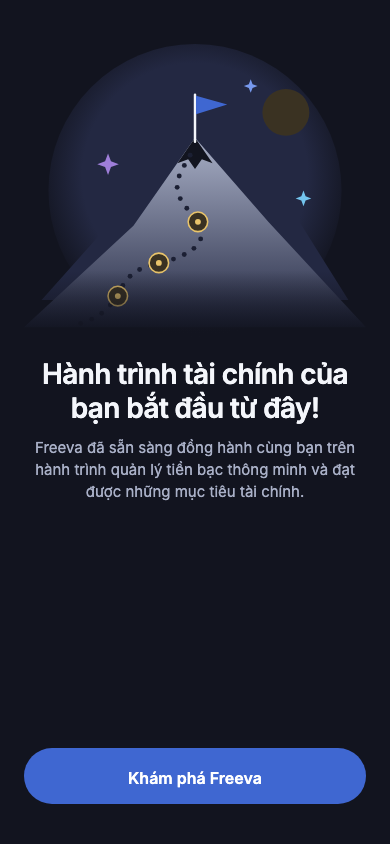 Hành trình tài chính của
bạn bắt đầu từ đây!
Freeva đã sẵn sàng đồng hành cùng bạn trên
hành trình quản lý tiền bạc thông minh và đạt
được những mục tiêu tài chính.
Khám phá Freeva